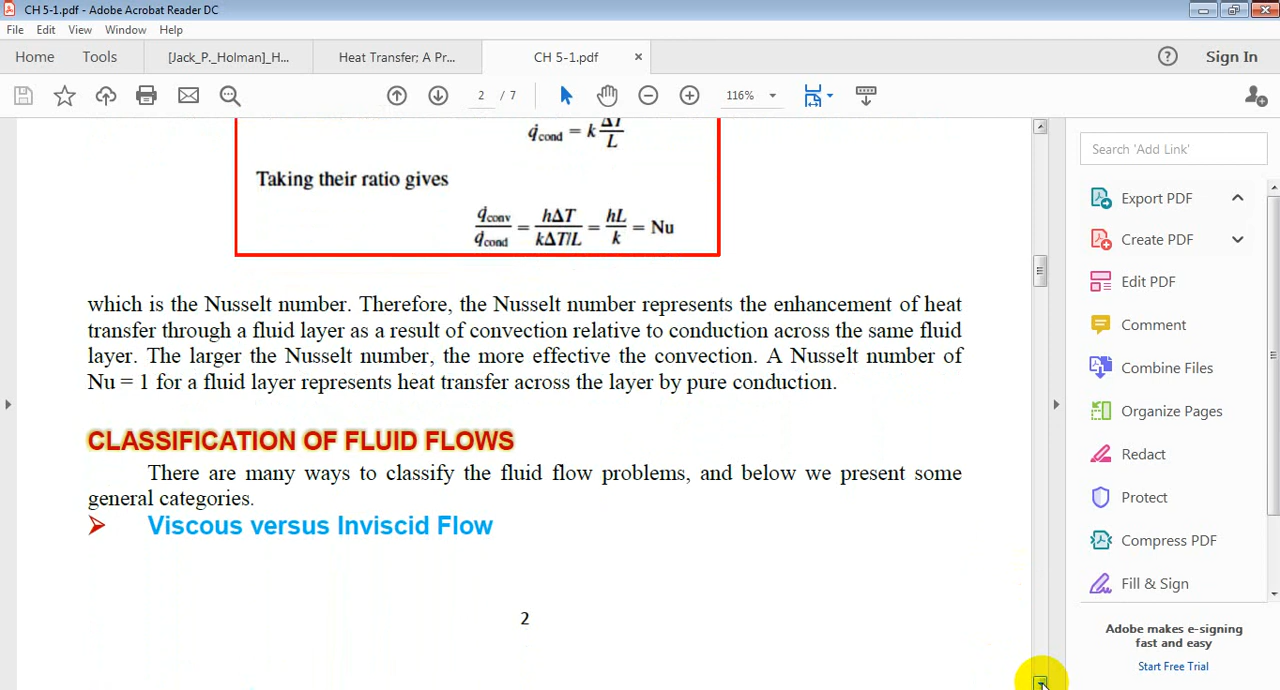 CH 5-1.pdf - Adobe Acrobat Reader DC
File Edit View Window Help
Home Tools [Jack_P._Holman]_H... Heat Transfer; A Pr... CH 5-1.pdf × ? Sign In
2 / 7 116%
q̇cond = k ΔT/L
Taking their ratio gives
q̇conv/q̇cond = hΔT/kΔT/L = hL/k = Nu
which is the Nusselt number. Therefore, the Nusselt number represents the enhancement of heat
transfer through a fluid layer as a result of convection relative to conduction across the same fluid
layer. The larger the Nusselt number, the more effective the convection. A Nusselt number of
Nu = 1 for a fluid layer represents heat transfer across the layer by pure conduction.
CLASSIFICATION OF FLUID FLOWS
There are many ways to classify the fluid flow problems, and below we present some
general categories.
Viscous versus Inviscid Flow
2
Search 'Add Link'
Export PDF
Create PDF
Edit PDF
Comment
Combine Files
Organize Pages
Redact
Protect
Compress PDF
Fill & Sign
Adobe makes e-signing
fast and easy
Start Free Trial